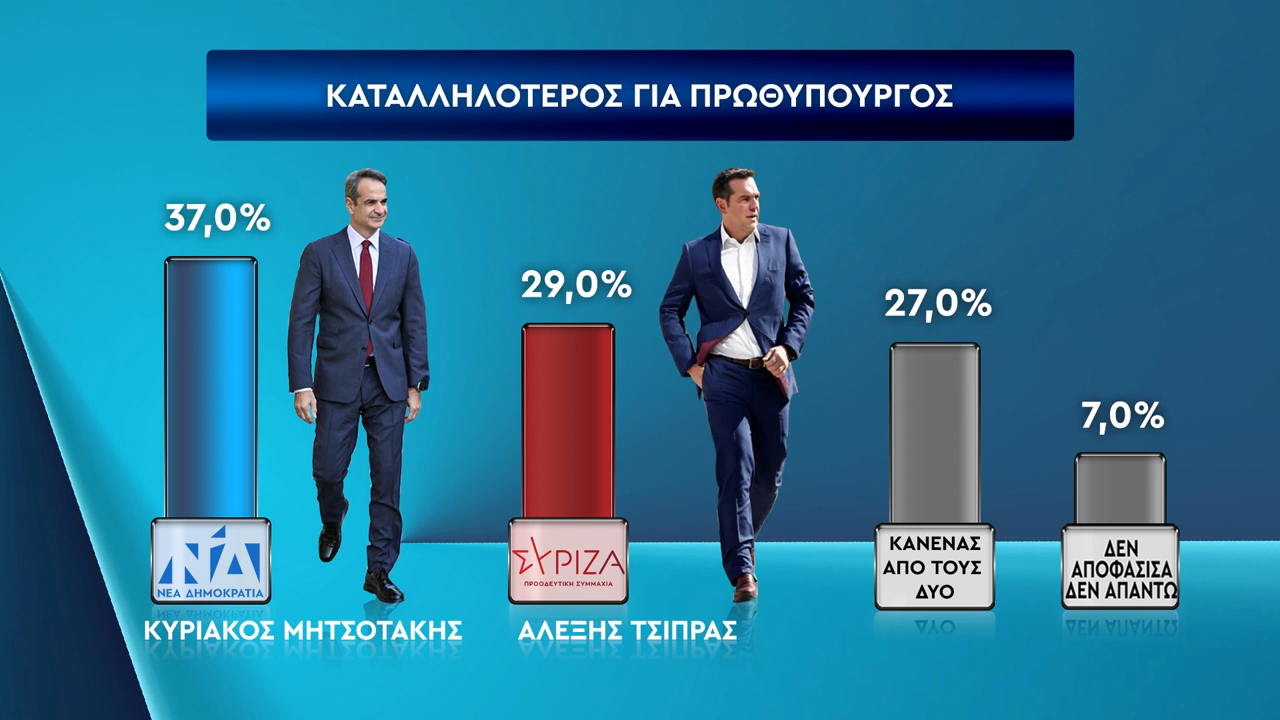 ΚΑΤΑΛΛΗΛΟΤΕΡΟΣ ΓΙΑ ΠΡΩΘΥΠΟΥΡΓΟΣ
37,0%
29,0%
27,0%
7,0%
ΝΔ
ΝΕΑ ΔΗΜΟΚΡΑΤΙΑ
ΣΥΡΙΖΑ
ΠΡΟΟΔΕΥΤΙΚΗ ΣΥΜΜΑΧΙΑ
ΚΑΝΕΝΑΣ
ΑΠΟ ΤΟΥΣ
ΔΥΟ
ΔΕΝ
ΑΠΟΦΑΣΙΣΑ
ΔΕΝ ΑΠΑΝΤΩ
ΚΥΡΙΑΚΟΣ ΜΗΤΣΟΤΑΚΗΣ
ΑΛΕΞΗΣ ΤΣΙΠΡΑΣ